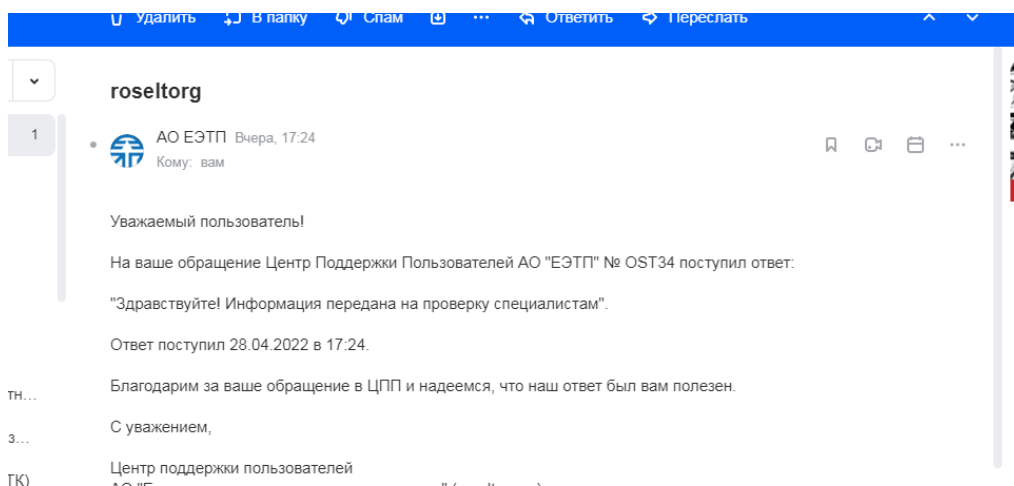 Удалить В папку Спам Ответить Переслать
roseltorg
1
АО ЕЭТП Вчера, 17:24
Кому: вам
Уважаемый пользователь!
На ваше обращение Центр Поддержки Пользователей АО "ЕЭТП" № OST34 поступил ответ:
"Здравствуйте! Информация передана на проверку специалистам".
Ответ поступил 28.04.2022 в 17:24.
Благодарим за ваше обращение в ЦПП и надеемся, что наш ответ был вам полезен.
тн...
С уважением,
з...
Центр поддержки пользователей
ТК)